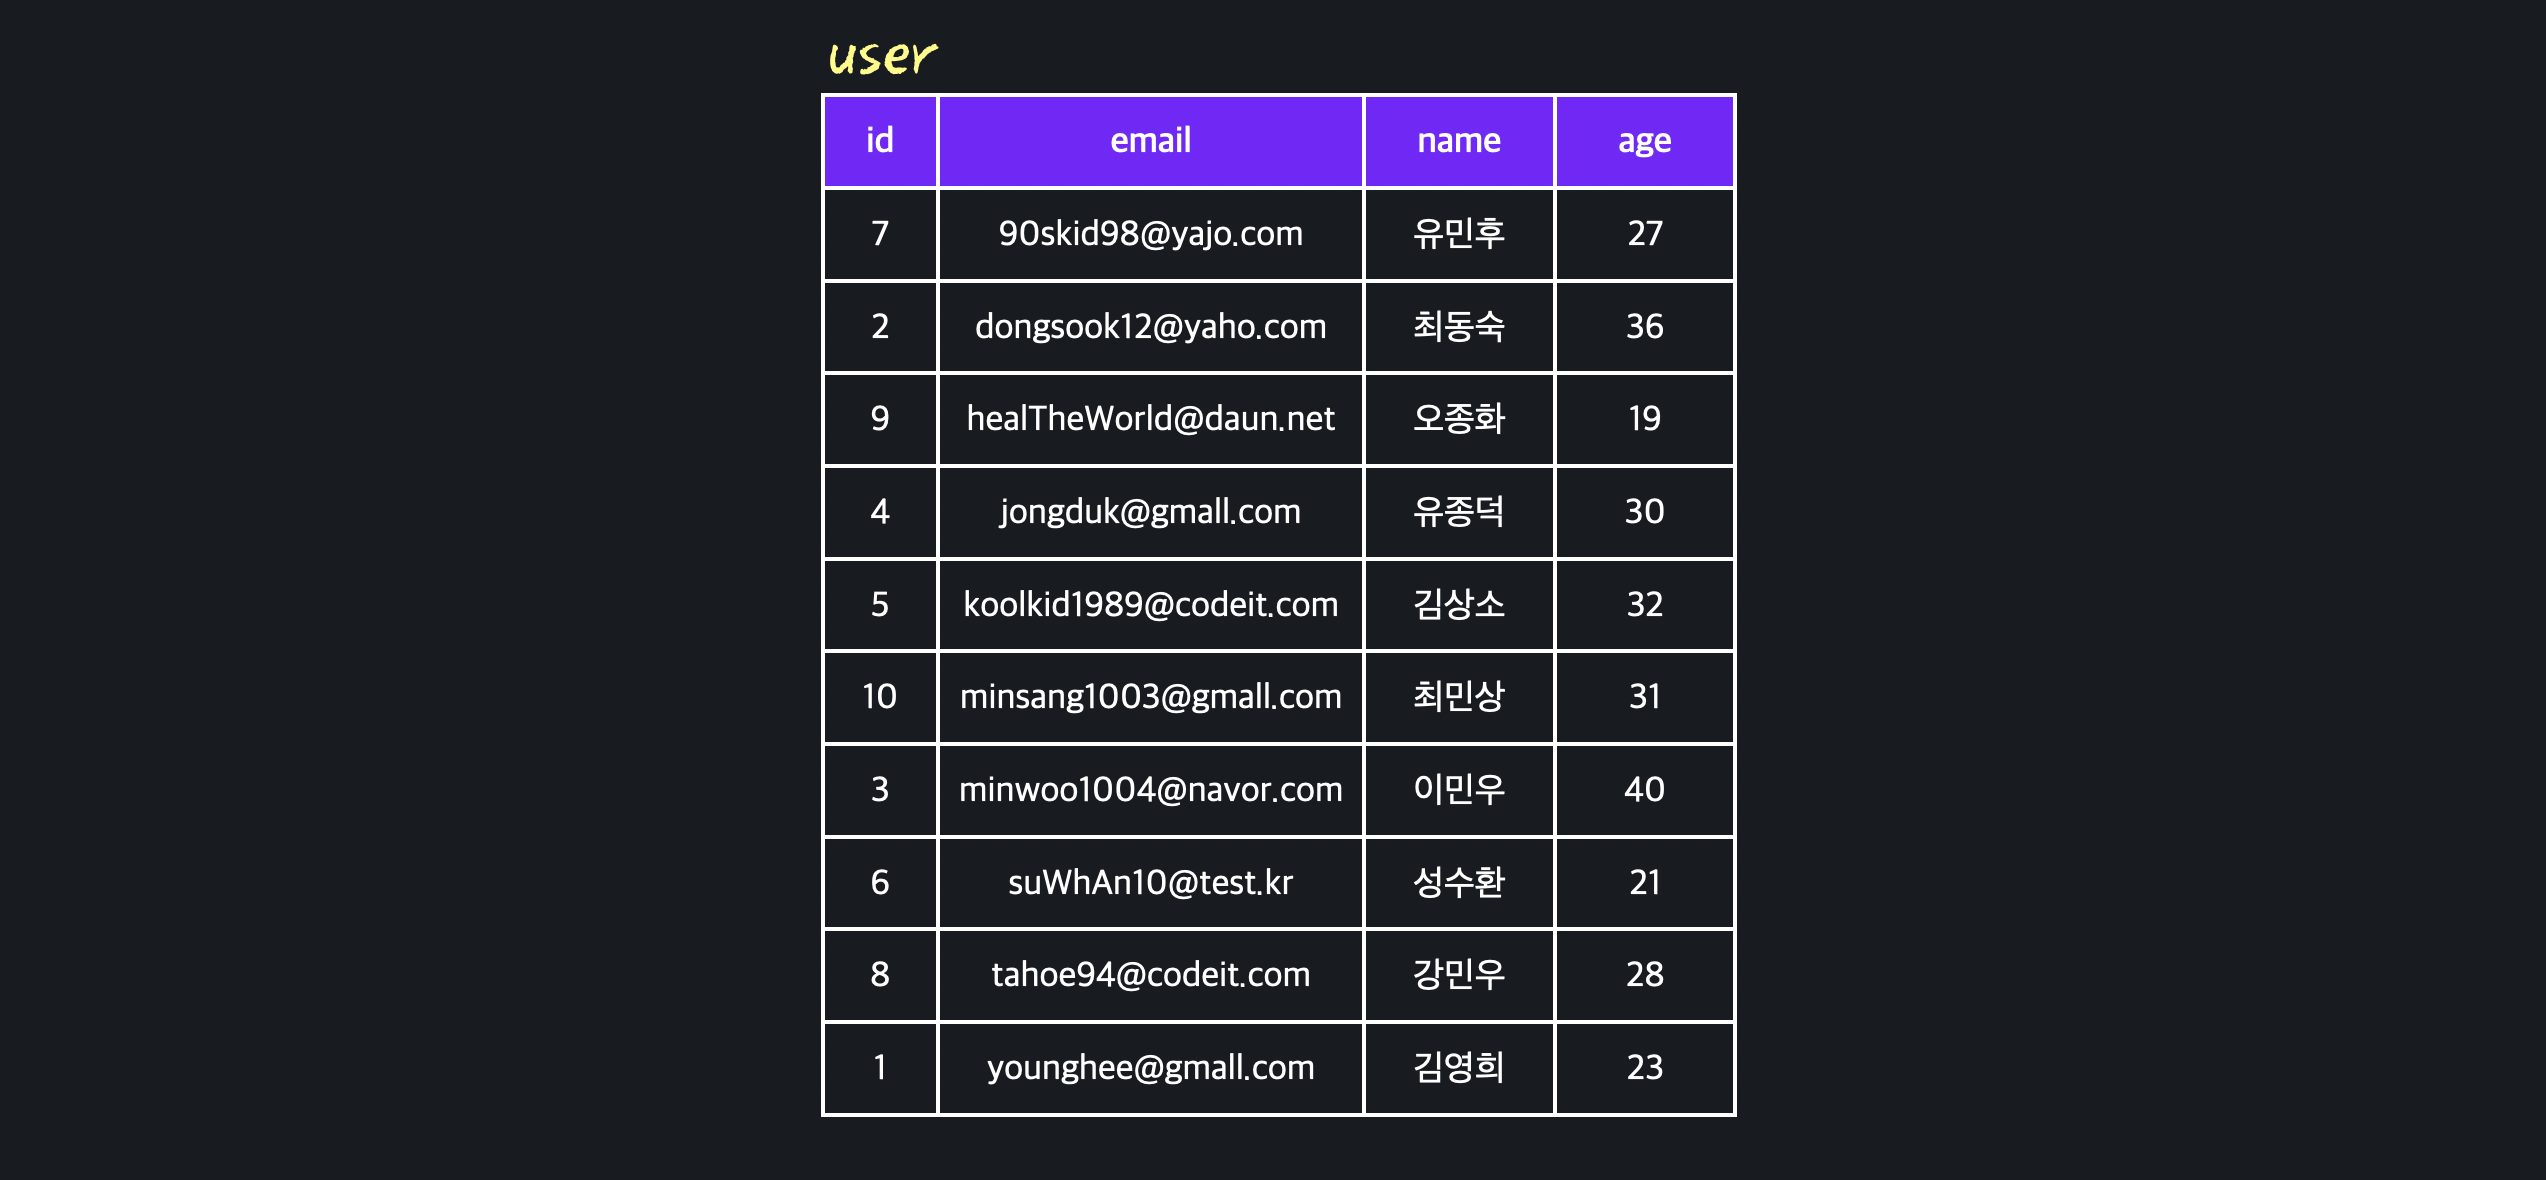 user
id email name age
7 90skid98@yajo.com 유민후 27
2 dongsook12@yaho.com 최동숙 36
9 healTheWorld@daun.net 오종화 19
4 jongduk@gmall.com 유종덕 30
5 koolkid1989@codeit.com 김상소 32
10 minsang1003@gmall.com 최민상 31
3 minwoo1004@navor.com 이민우 40
6 suWhAn10@test.kr 성수환 21
8 tahoe94@codeit.com 강민우 28
1 younghee@gmall.com 김영희 23